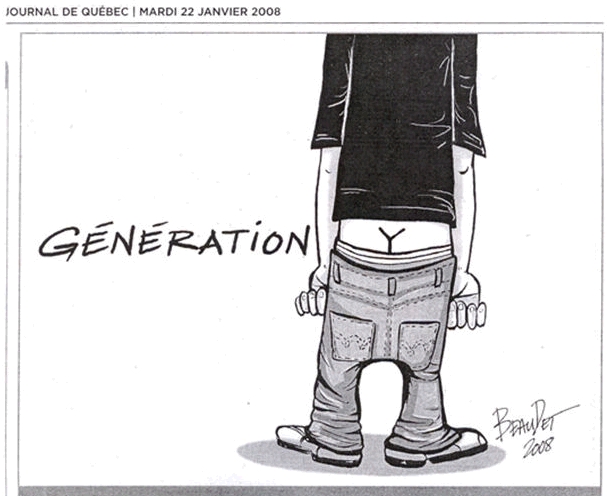 JOURNAL DE QUÉBEC | MARDI 22 JANVIER 2008
GÉNÉRATION Y
BEAUDET
2008